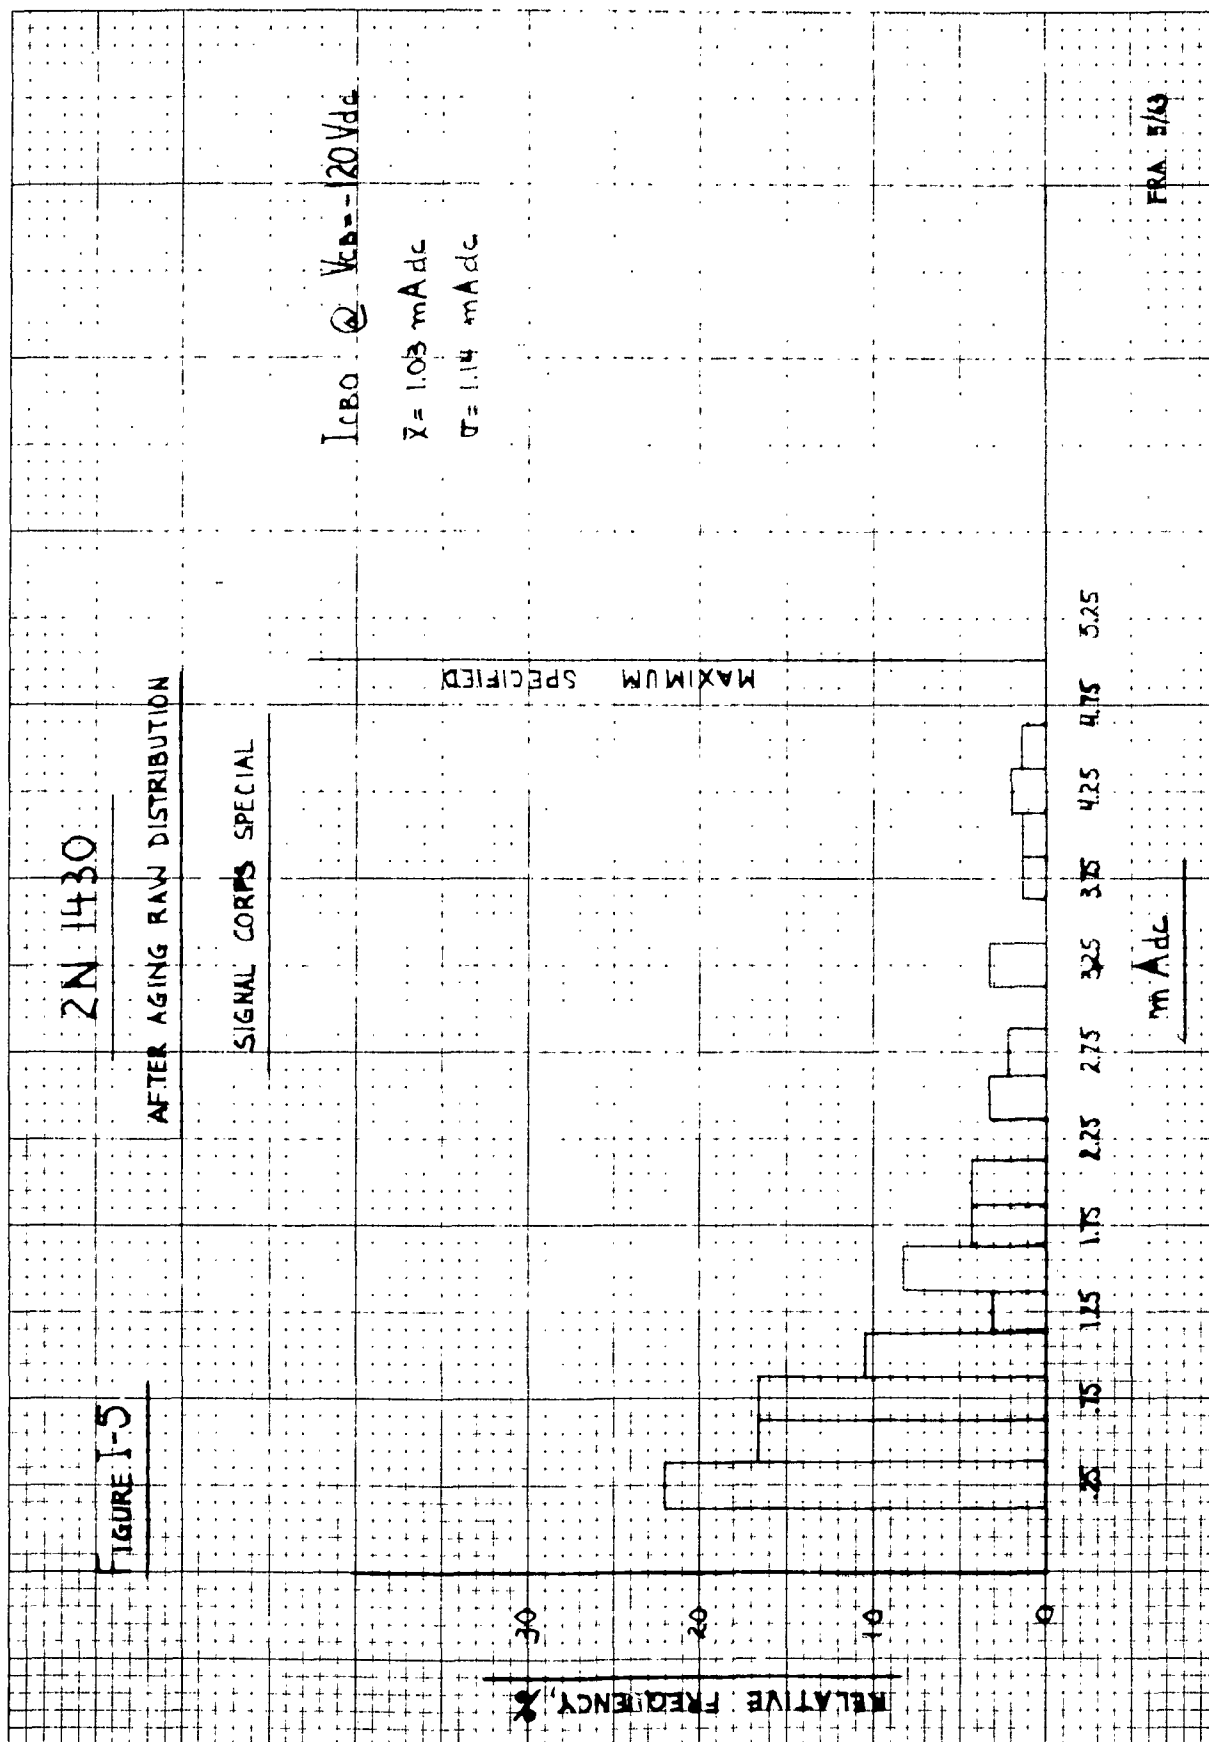 FIGURE I-5
2N 1430
AFTER AGING RAW DISTRIBUTION
SIGNAL CORPS SPECIAL
ICBO @ VCB=-120 Vdc
X̄ = 1.03 mAdc
σ = 1.14 mAdc
MAXIMUM SPECIFIED
RELATIVE FREQUENCY, %
30
20
10
0
.25 .75 1.25 1.75 2.25 2.75 3.25 3.75 4.25 4.75 5.25
mAdc
FRA 5/63